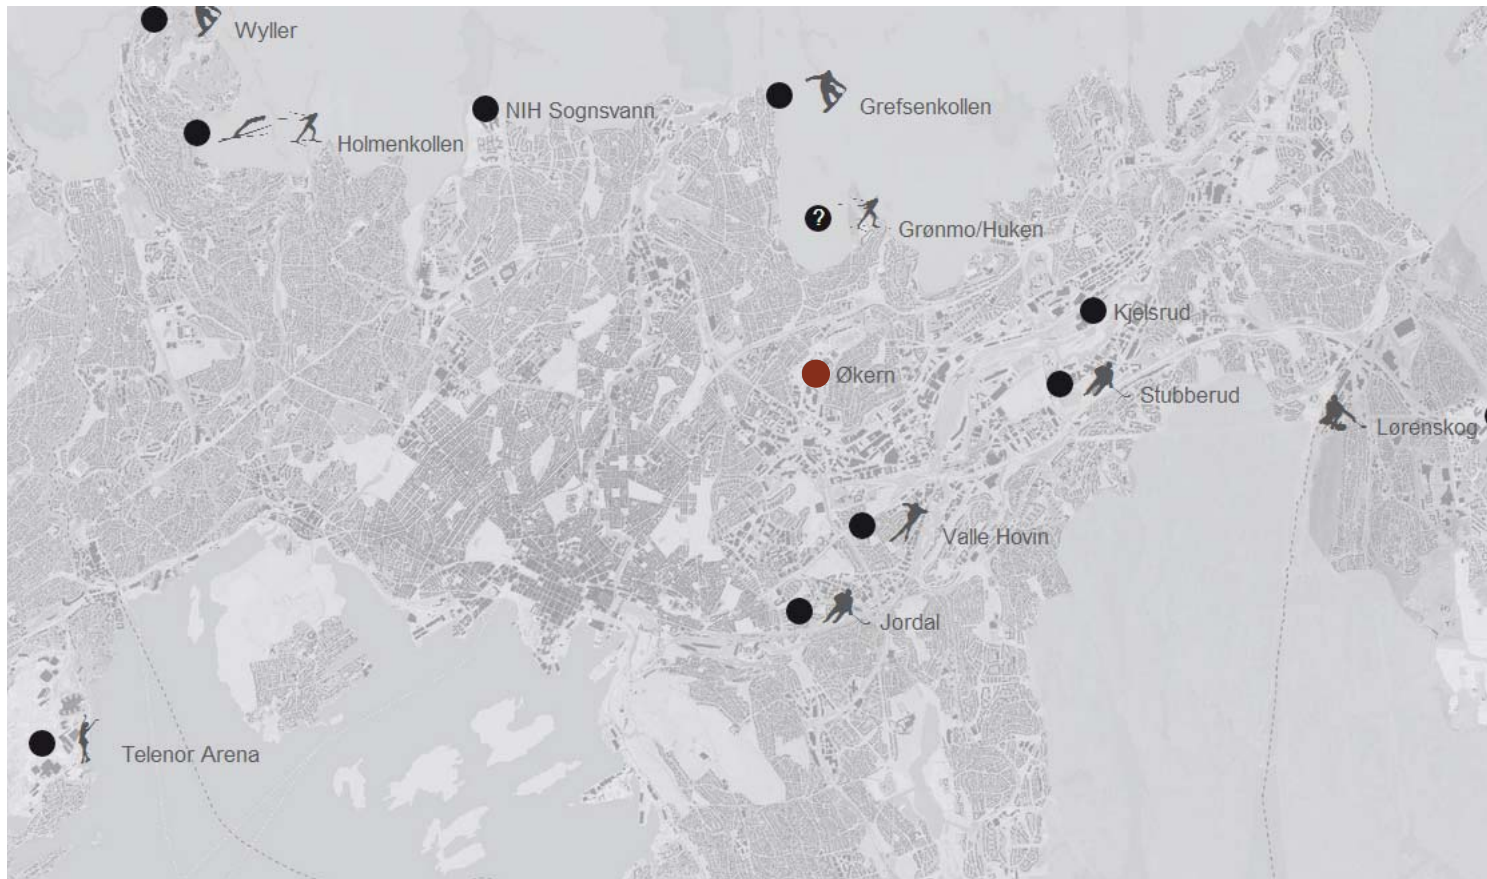 Wyller
NIH Sognsvann
Grefsenkollen
Holmenkollen
?
Grønmo/Huken
Kjelsrud
Økern
Stubberud
Lørenskog
Valle Hovin
Jordal
Telenor Arena